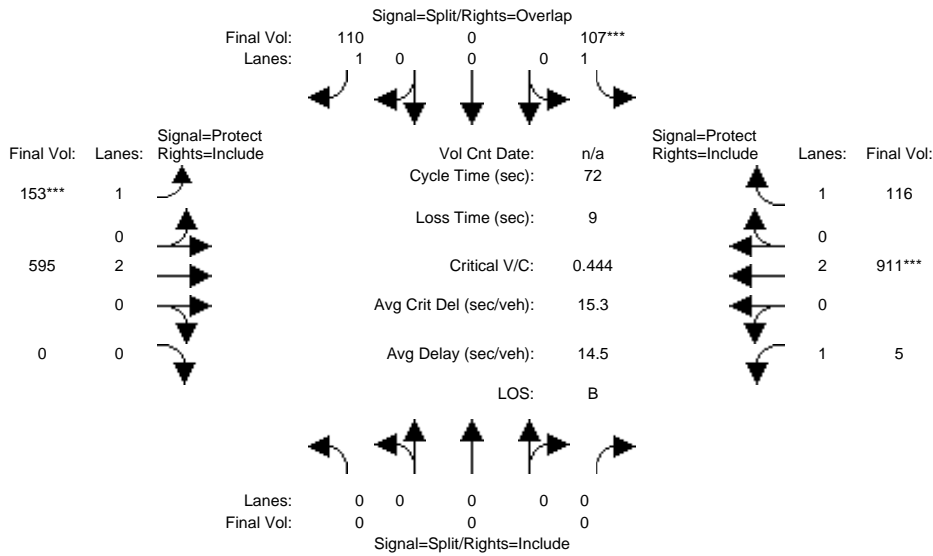 Signal=Split/Rights=Overlap
Final Vol: 110 0 107***
Lanes: 1 0 0 0 1
Signal=Protect Signal=Protect
Final Vol: Lanes: Rights=Include Vol Cnt Date: n/a Rights=Include Lanes: Final Vol:
Cycle Time (sec): 72
153*** 1 1 116
Loss Time (sec): 9
0 0
595 2 Critical V/C: 0.444 2 911***
0 Avg Crit Del (sec/veh): 15.3 0
0 0 Avg Delay (sec/veh): 14.5 1 5
LOS: B
Lanes: 0 0 0 0 0
Final Vol: 0 0 0
Signal=Split/Rights=Include